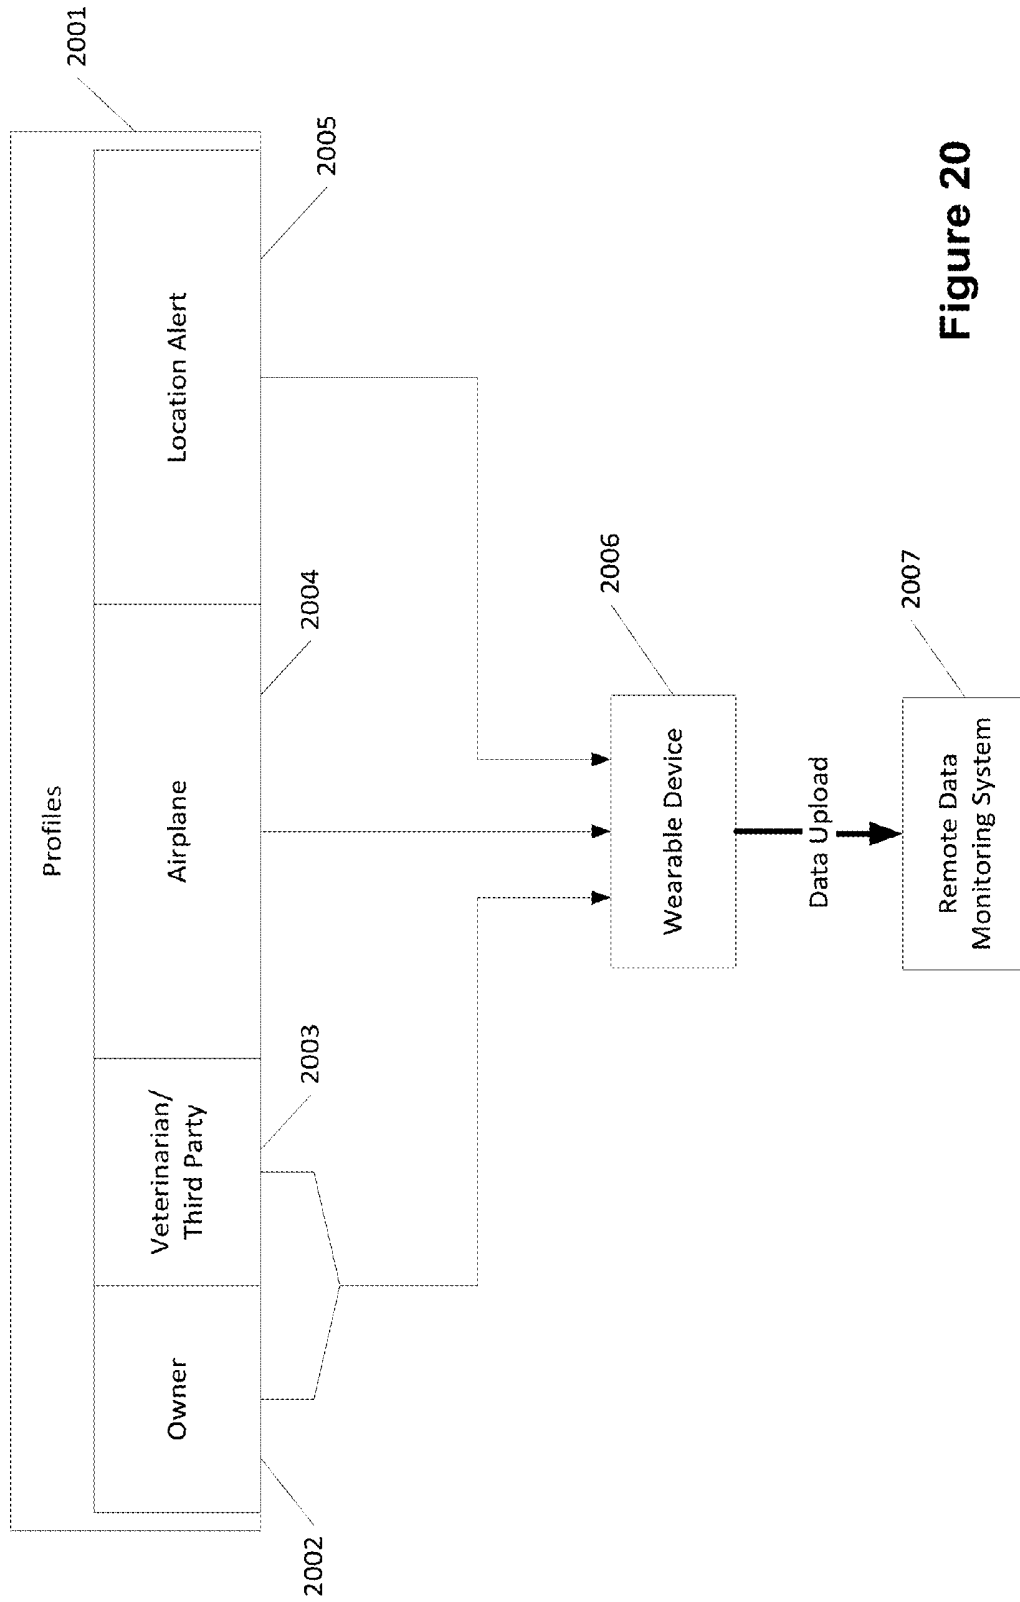 2001
Profiles
Owner
Veterinarian/
Third Party
Airplane
Location Alert
2002
2003
2004
2005
Wearable Device
2006
Data Upload
Remote Data
Monitoring System
2007
Figure 20